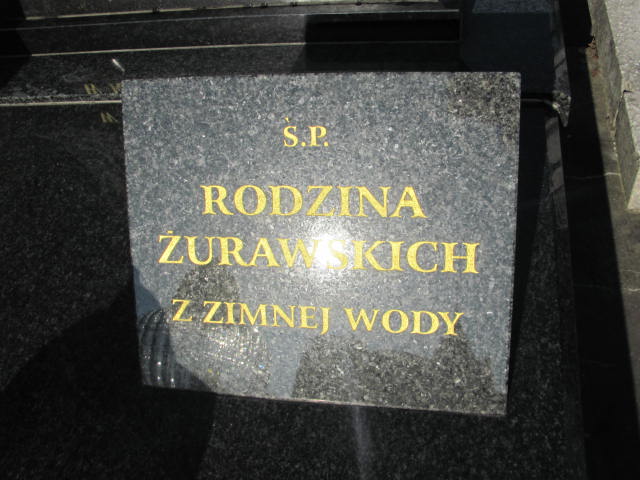 Ś.P.
RODZINA
ŻURAWSKICH
Z ZIMNEJ WODY